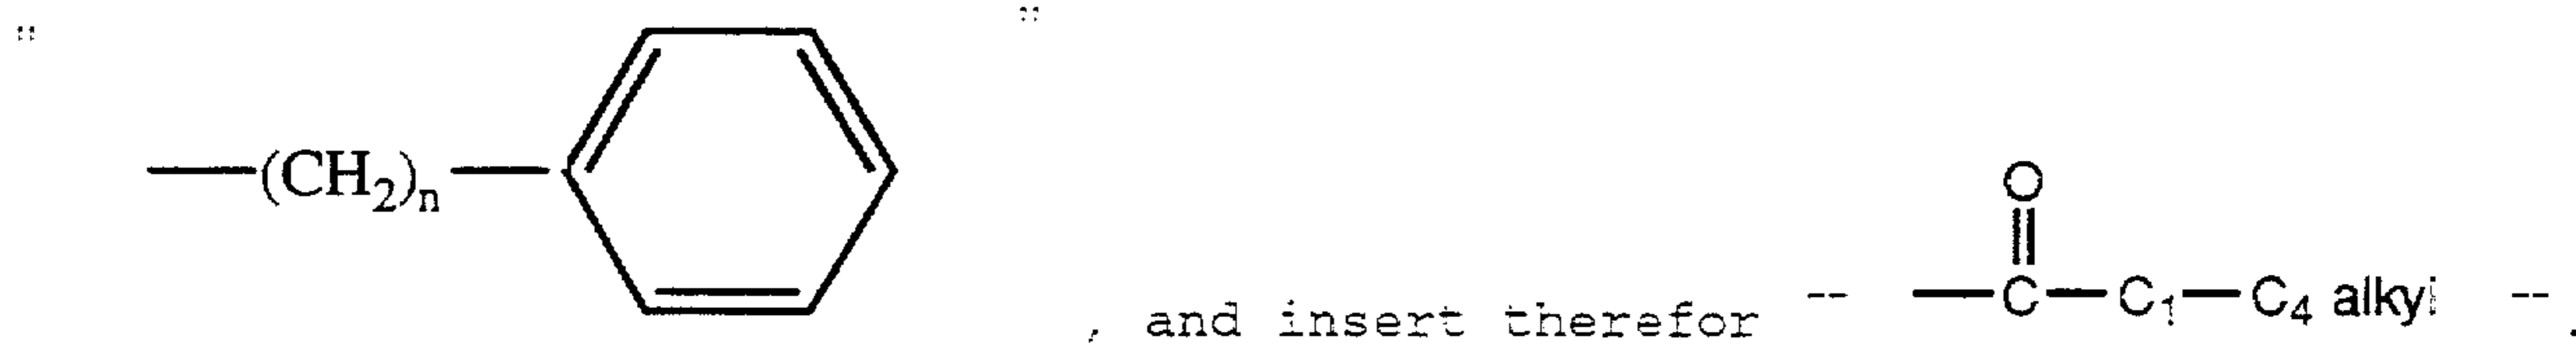 " —(CH2)n— "
, and insert therefor -- —C—C1—C4 alkyl --.
O